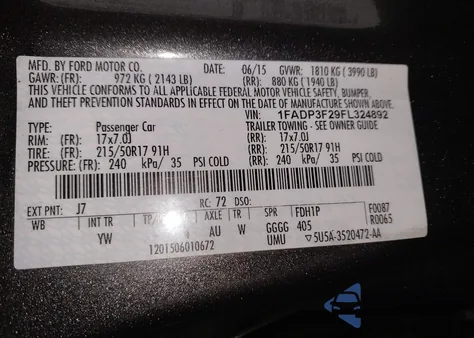 MFD. BY FORD MOTOR CO. DATE: 06/15 GVWR: 1810 KG (3990 LB)
GAWR: (FR): 972 KG (2143 LB) (RR): 880 KG (1940 LB)
THIS VEHICLE CONFORMS TO ALL APPLICABLE FEDERAL MOTOR VEHICLE SAFETY, BUMPER,
AND THEFT PREVENTION STANDARDS IN EFFECT ON THE DATE OF MANUFACTURE SHOWN ABOVE.
VIN: 1FADP3F29FL324892
TYPE: Passenger Car TRAILER TOWING - SEE OWNER GUIDE
RIM: (FR) 17x7.0J (RR): 17x7.0J
TIRE: (FR) 215/50R17 91H (RR): 215/50R17 91H
PRESSURE: (FR) 240 kPa/ 35 PSI COLD (RR): 240 kPa/ 35 PSI COLD
EXT PNT: J7 RC: 72 DSO:
WB INT TR AXLE TR SPR FDH1P F0087
YW 4 AU W GGGG 405 R0065
UMU 5U5A-3520472-AA
1201506010672